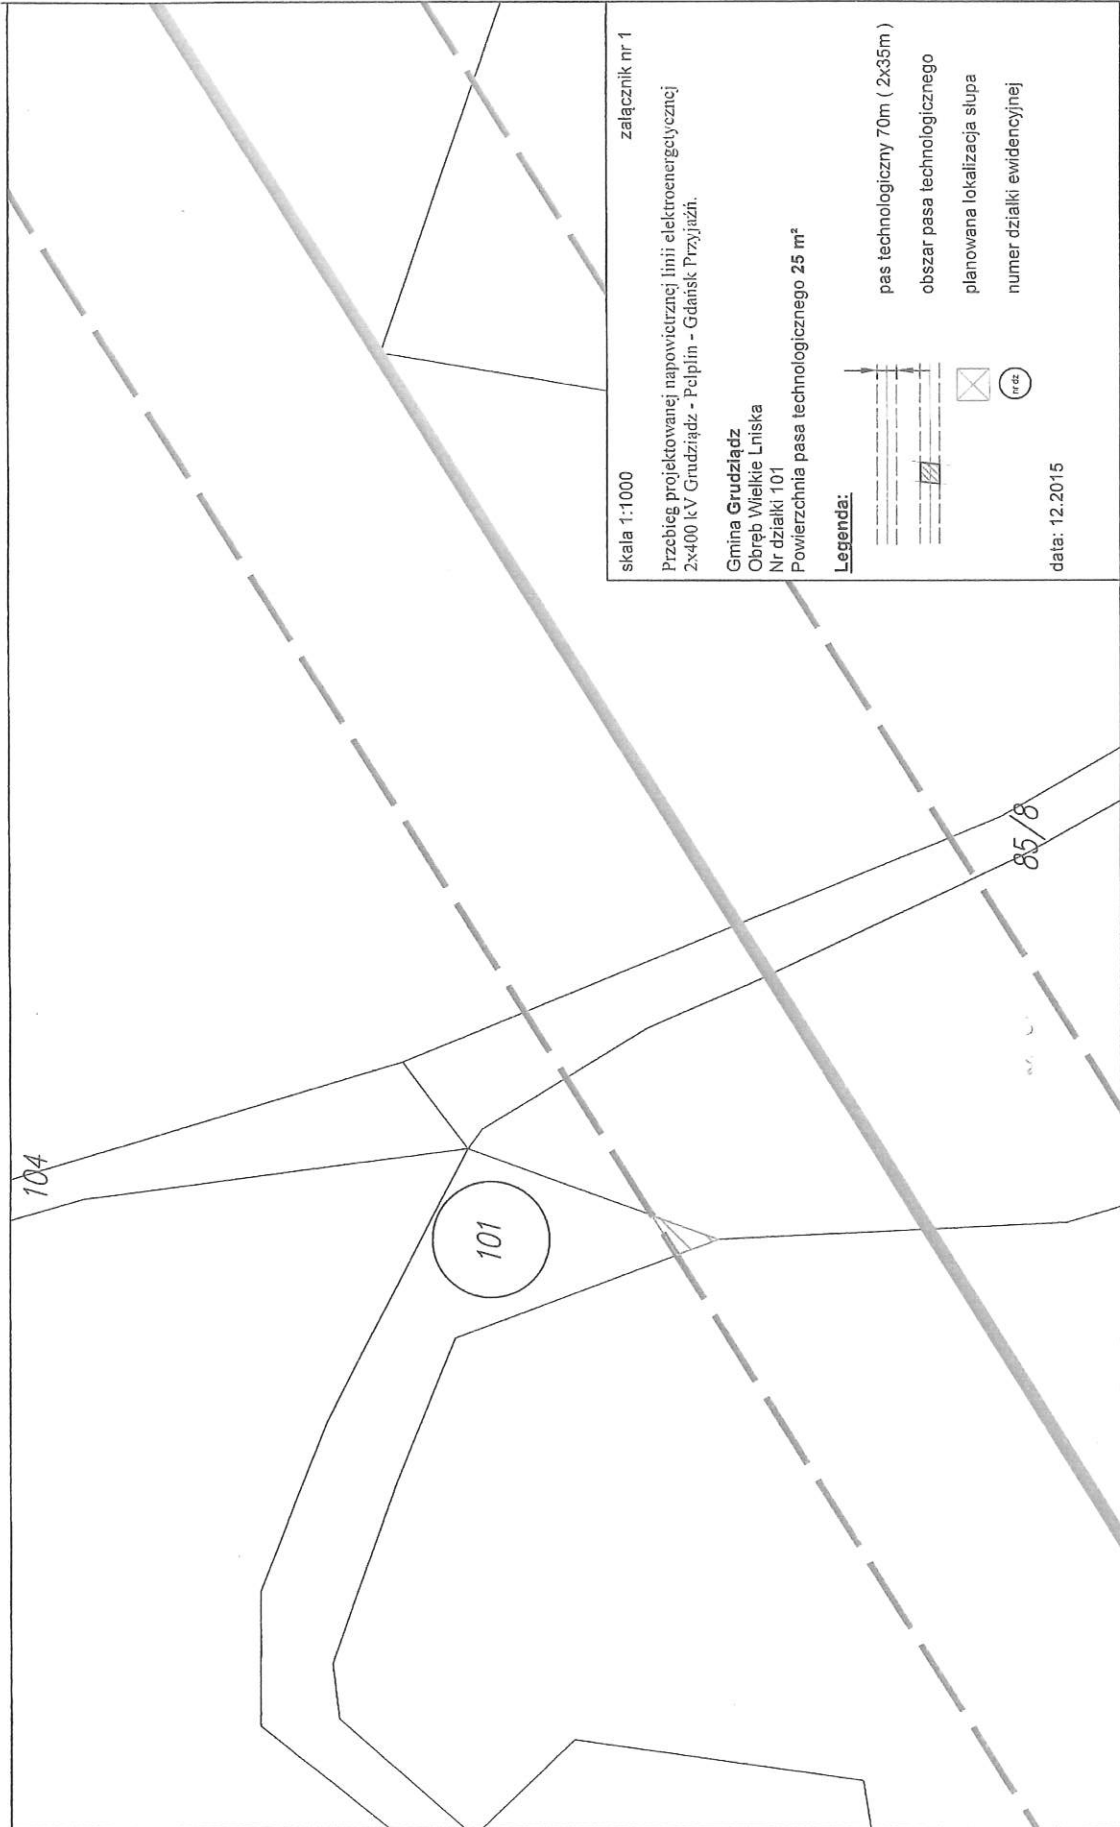 104
101
85/8
skala 1:1000 załącznik nr 1
Przebieg projektowanej napowietrznej linii elektroenergetycznej
2x400 kV Grudziądz - Pelplin - Gdańsk Przyjaźń.
Gmina Grudziądz
Obręb Wielkie Lniska
Nr działki 101
Powierzchnia pasa technologicznego 25 m²
Legenda:
pas technologiczny 70m ( 2x35m )
obszar pasa technologicznego
planowana lokalizacja słupa
nr dz
numer działki ewidencyjnej
data: 12.2015